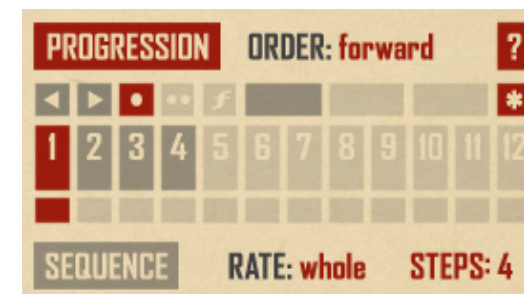 PROGRESSION ORDER: forward ?
f *
1 2 3 4 5 6 7 8 9 10 11 12
SEQUENCE RATE: whole STEPS: 4